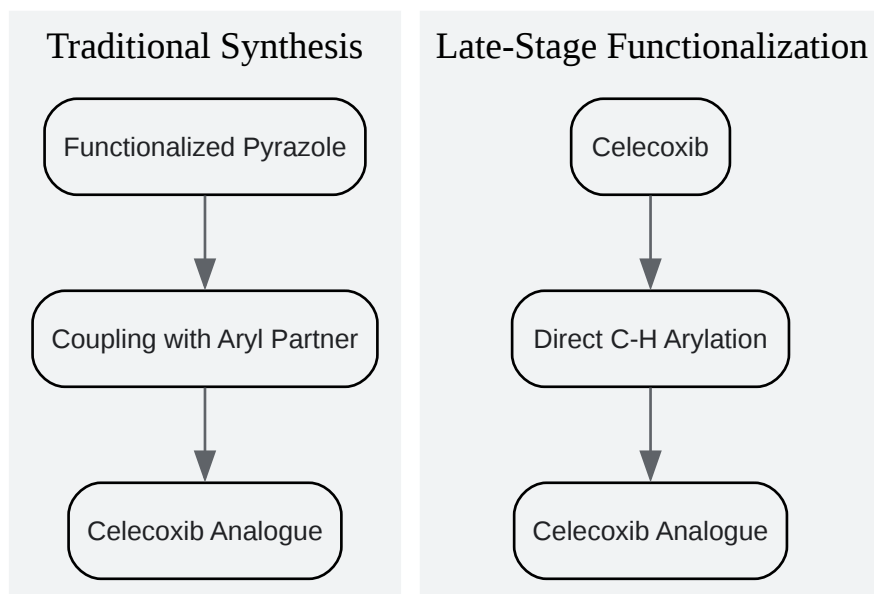 Traditional Synthesis
Functionalized Pyrazole
Coupling with Aryl Partner
Celecoxib Analogue
Late-Stage Functionalization
Celecoxib
Direct C-H Arylation
Celecoxib Analogue